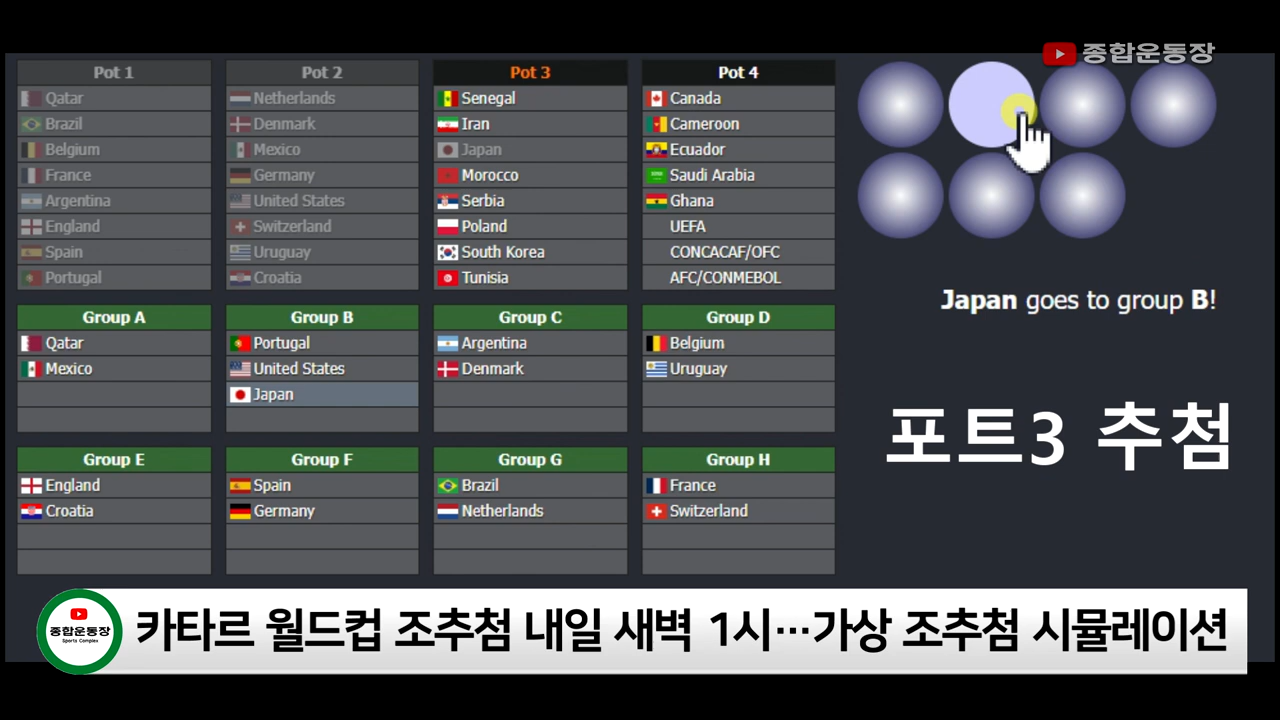 종합운동장
Pot 1
Qatar
Brazil
Belgium
France
Argentina
England
Spain
Portugal
Pot 2
Netherlands
Denmark
Mexico
Germany
United States
Switzerland
Uruguay
Croatia
Pot 3
Senegal
Iran
Japan
Morocco
Serbia
Poland
South Korea
Tunisia
Pot 4
Canada
Cameroon
Ecuador
Saudi Arabia
Ghana
UEFA
CONCACAF/OFC
AFC/CONMEBOL
Japan goes to group B!
Group A
Qatar
Mexico
Group B
Portugal
United States
Japan
Group C
Argentina
Denmark
Group D
Belgium
Uruguay
포트3 추첨
Group E
England
Croatia
Group F
Spain
Germany
Group G
Brazil
Netherlands
Group H
France
Switzerland
종합운동장
Sports Complex
카타르 월드컵 조추첨 내일 새벽 1시…가상 조추첨 시뮬레이션